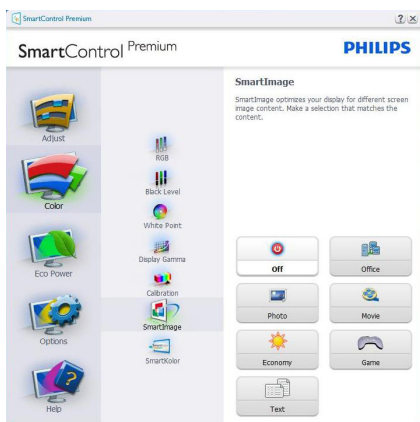 SmartControl Premium
SmartControl Premium
PHILIPS
Adjust
Color
Eco Power
Options
Help
RGB
Black Level
White Point
Display Gamma
Calibration
SmartImage
SmartKolor
SmartImage
SmartImage optimizes your display for different screen
image content. Make a selection that matches the
content.
Off
Office
Photo
Movie
Economy
Game
Text